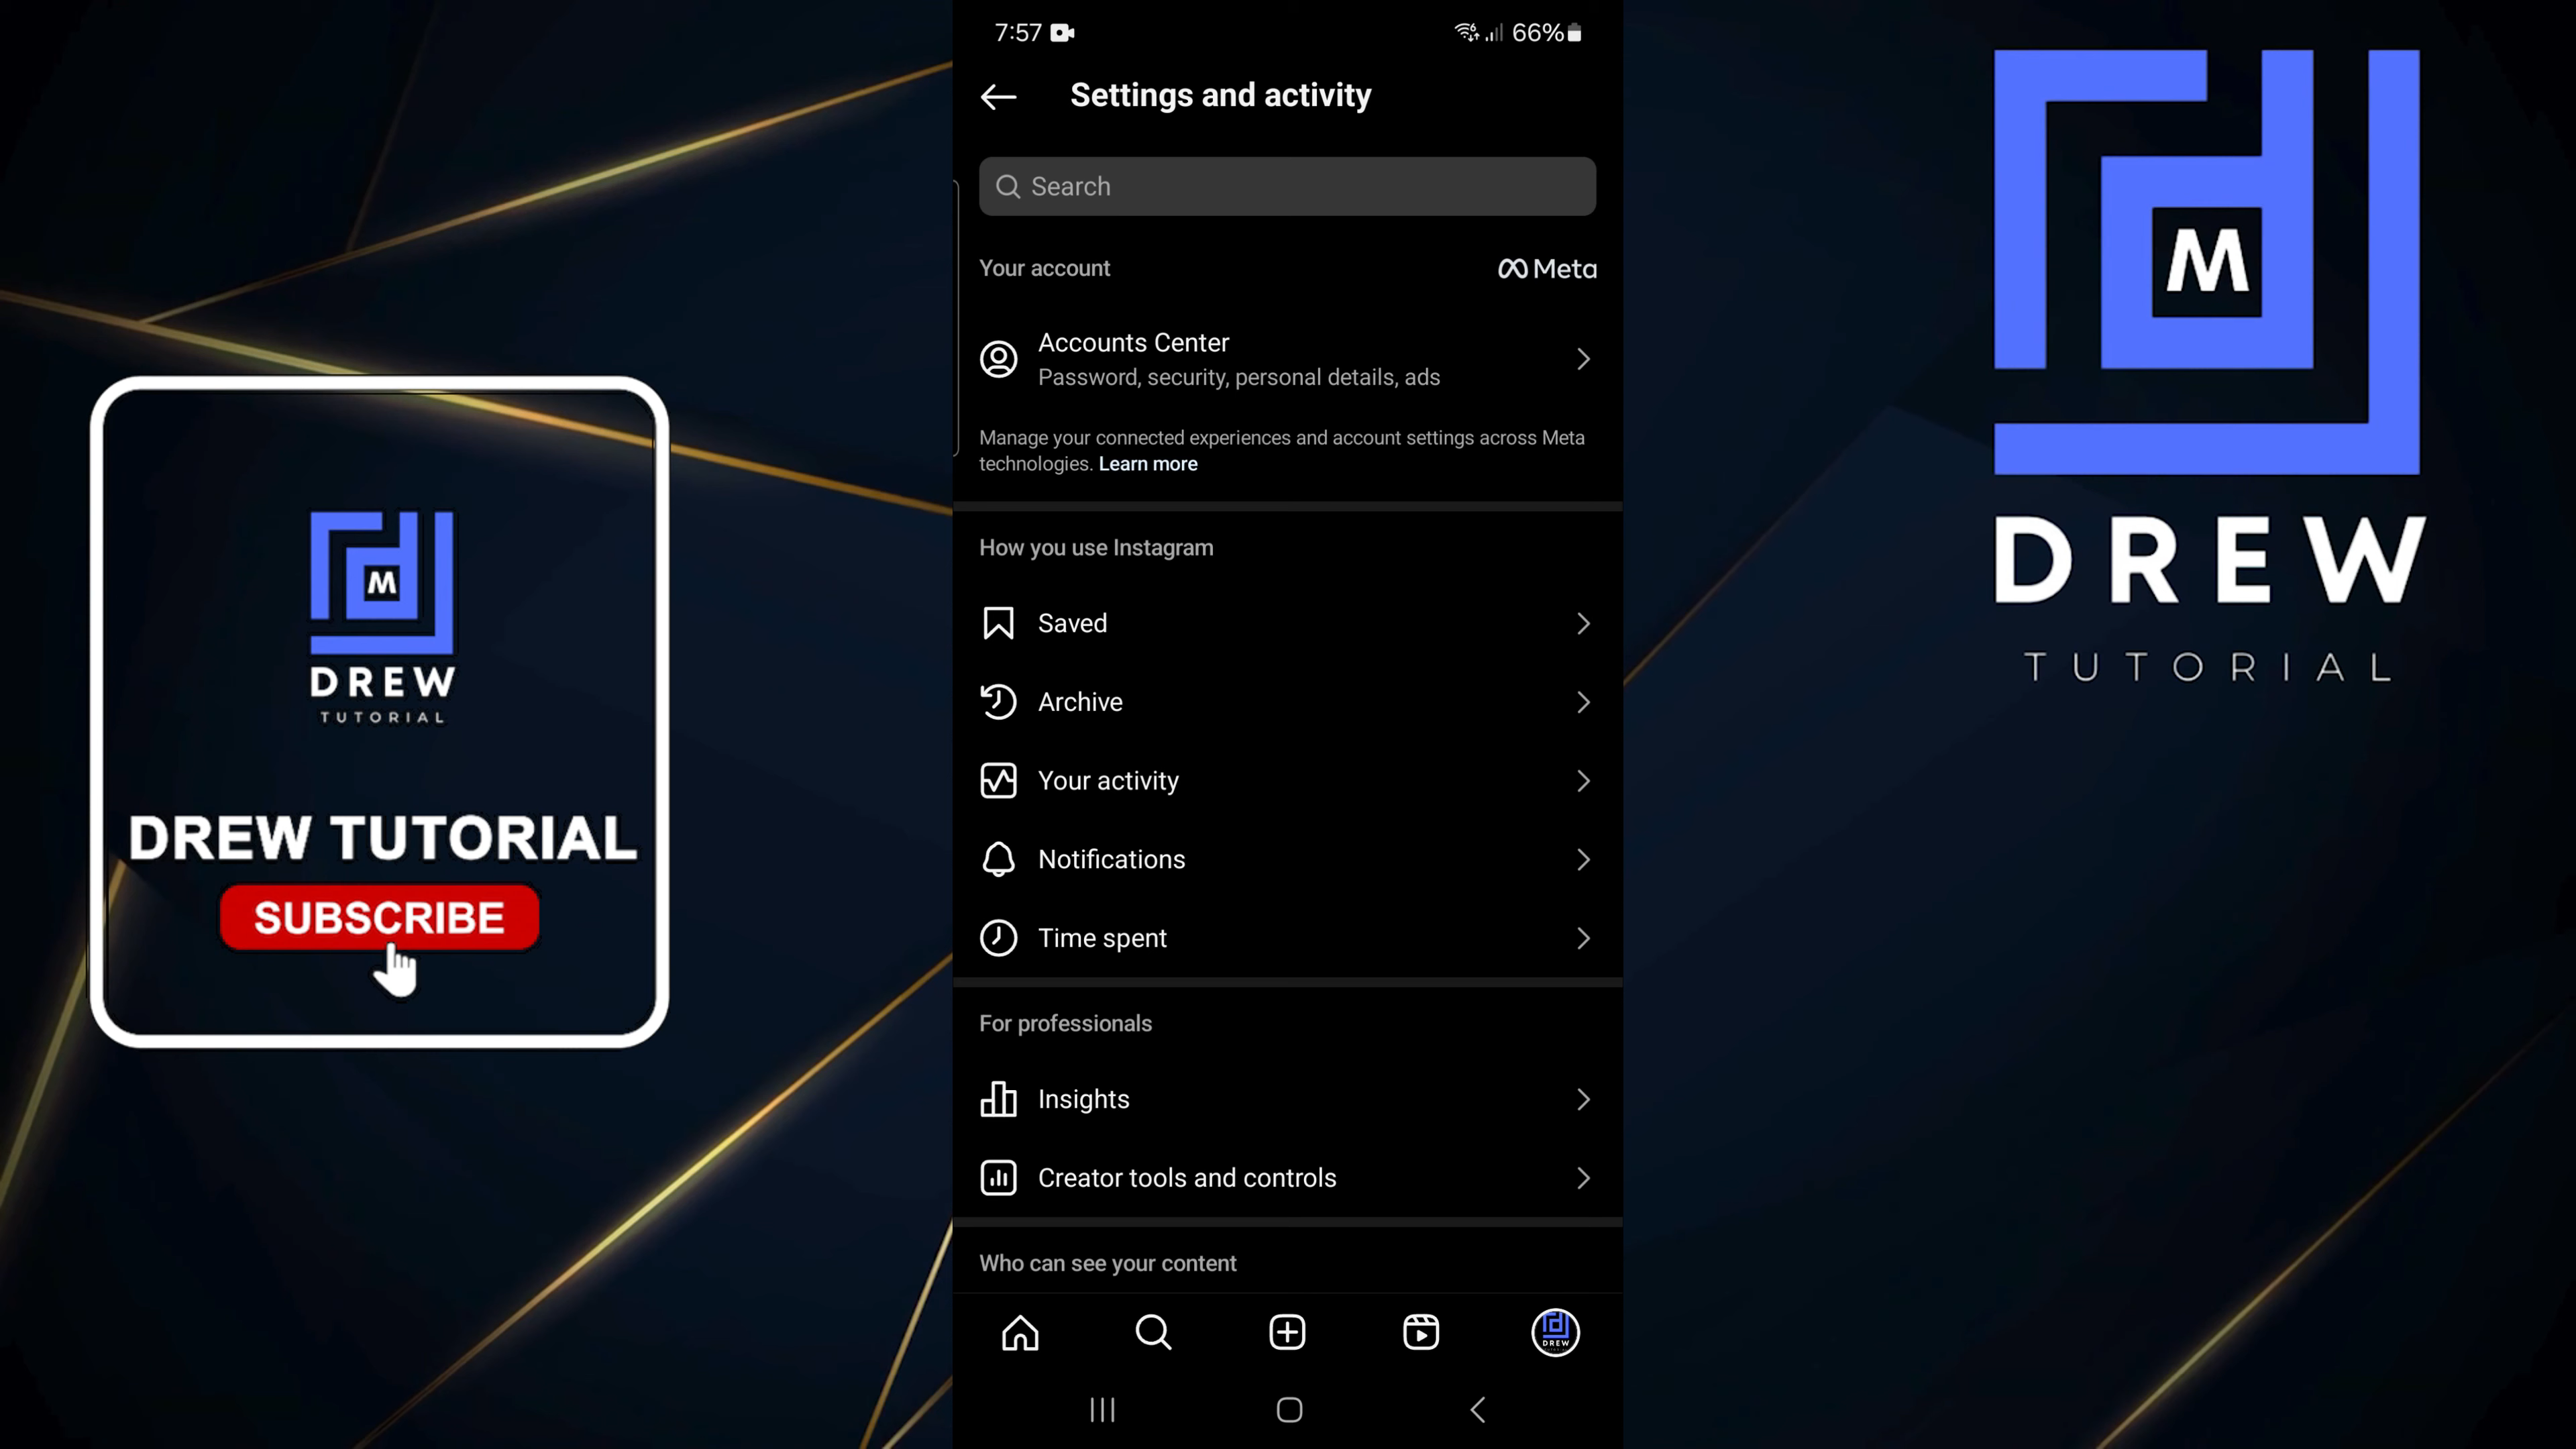 7:57
66%
Settings and activity
Search
Your account
Meta
Accounts Center
Password, security, personal details, ads
Manage your connected experiences and account settings across Meta
technologies. Learn more
How you use Instagram
Saved
Archive
Your activity
Notifications
Time spent
For professionals
Insights
Creator tools and controls
Who can see your content
DREW
M
DREW
TUTORIAL
DREW TUTORIAL
SUBSCRIBE
M
DREW
TUTORIAL